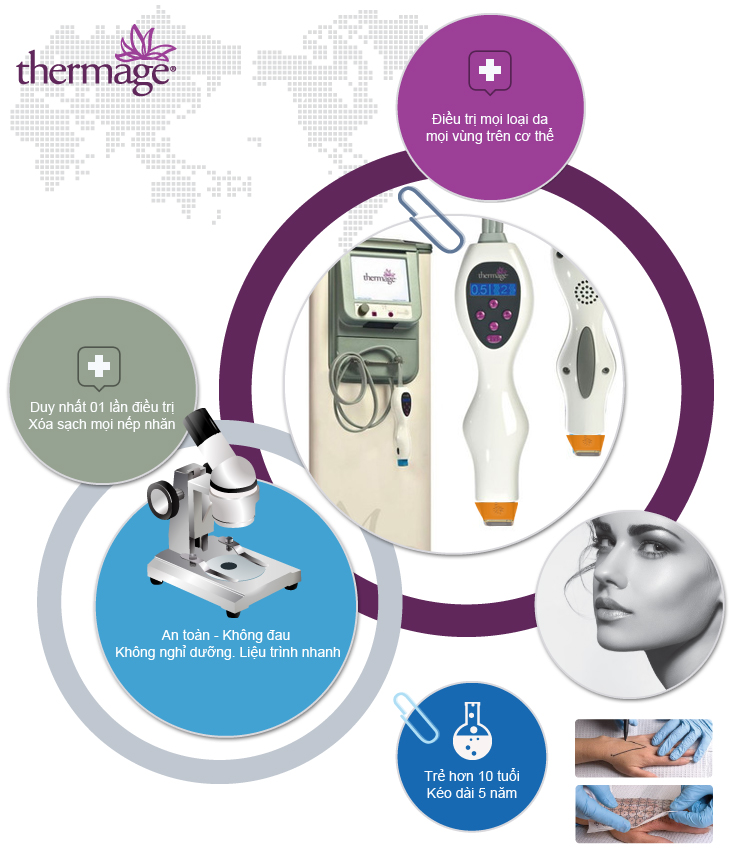 thermage®
Điều trị mọi loại da
mọi vùng trên cơ thể
thermage
thermage
Duy nhất 01 lần điều trị
Xóa sạch mọi nếp nhăn
An toàn - Không đau
Không nghỉ dưỡng. Liệu trình nhanh
Trẻ hơn 10 tuổi
Kéo dài 5 năm